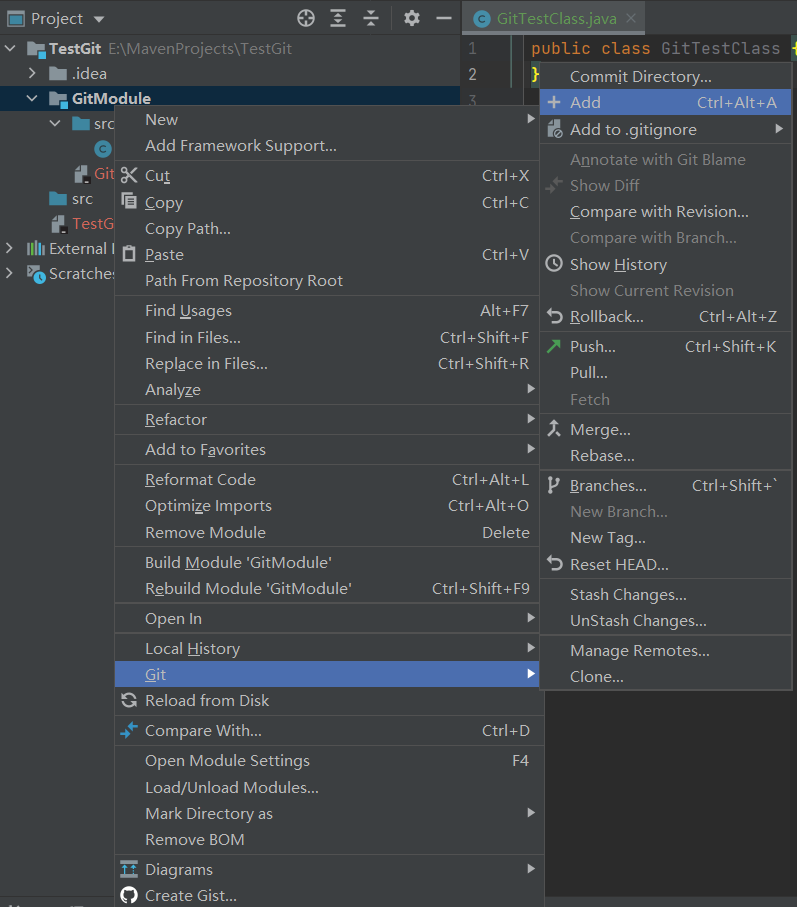 Project
GitTestClass.java
TestGit E:\MavenProjects\TestGit
.idea
GitModule
src
Git
src
TestG
External
Scratches
1 public class GitTestClass {
2 }
3
New
Add Framework Support...
Cut Ctrl+X
Copy Ctrl+C
Copy Path...
Paste Ctrl+V
Path From Repository Root
Find Usages Alt+F7
Find in Files... Ctrl+Shift+F
Replace in Files... Ctrl+Shift+R
Analyze
Refactor
Add to Favorites
Reformat Code Ctrl+Alt+L
Optimize Imports Ctrl+Alt+O
Remove Module Delete
Build Module 'GitModule'
Rebuild Module 'GitModule' Ctrl+Shift+F9
Open In
Local History
Git
Reload from Disk
Compare With... Ctrl+D
Open Module Settings F4
Load/Unload Modules...
Mark Directory as
Remove BOM
Diagrams
Create Gist...
Commit Directory...
Add Ctrl+Alt+A
Add to .gitignore
Annotate with Git Blame
Show Diff
Compare with Revision...
Compare with Branch...
Show History
Show Current Revision
Rollback... Ctrl+Alt+Z
Push... Ctrl+Shift+K
Pull...
Fetch
Merge...
Rebase...
Branches... Ctrl+Shift+`
New Branch...
New Tag...
Reset HEAD...
Stash Changes...
UnStash Changes...
Manage Remotes...
Clone...